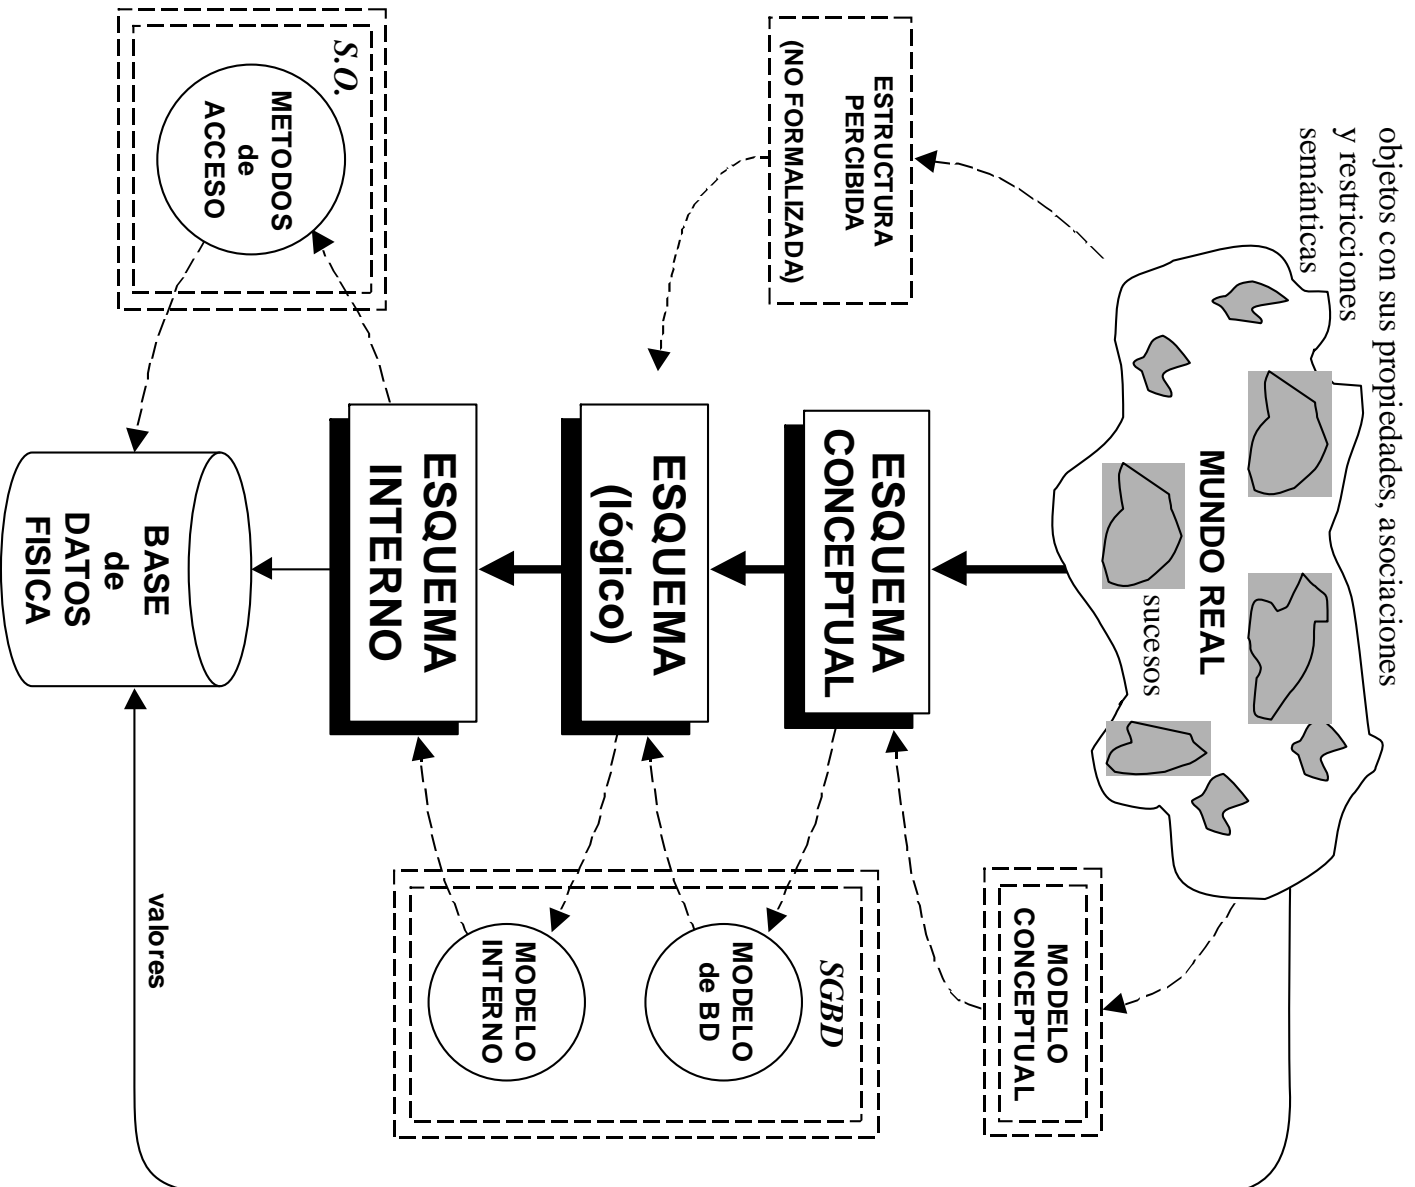 objetos con sus propiedades, asociaciones
y restricciones
semánticas
MUNDO REAL
sucesos
ESTRUCTURA
PERCIBIDA
(NO FORMALIZADA)
MODELO
CONCEPTUAL
ESQUEMA
CONCEPTUAL
ESQUEMA
(lógico)
SGBD
MODELO
de BD
MODELO
INTERNO
ESQUEMA
INTERNO
S.O.
METODOS
de
ACCESO
BASE
de
DATOS
FISICA
valores